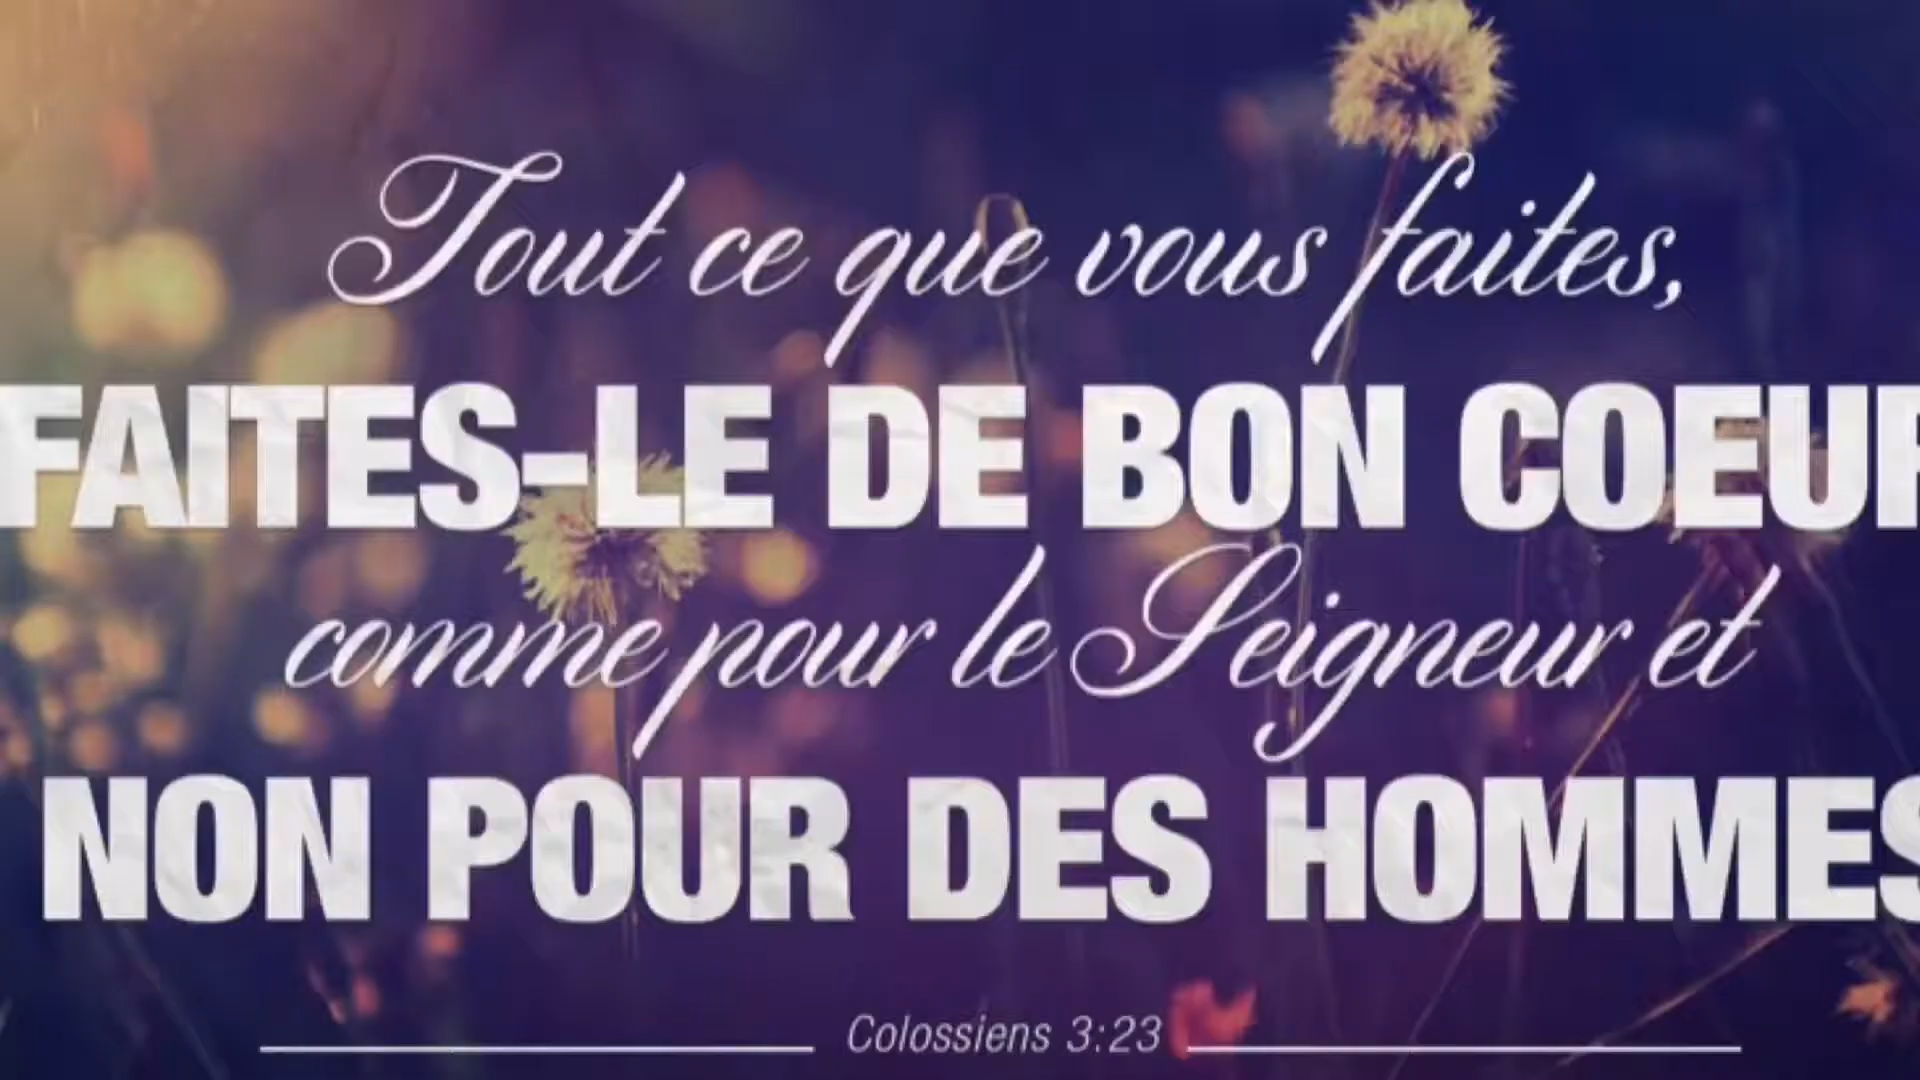 Tout ce que vous faites,
FAITES-LE DE BON COEUR
comme pour le Seigneur et
NON POUR DES HOMMES
Colossiens 3:23